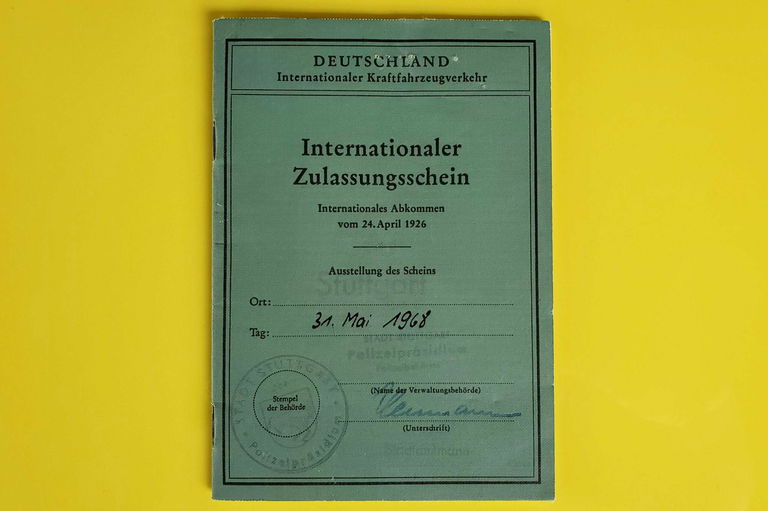 DEUTSCHLAND
Internationaler Kraftfahrzeugverkehr
Internationaler
Zulassungsschein
Internationales Abkommen
vom 24. April 1926
Ausstellung des Scheins
Stuttgart
Ort:
Tag: 31. Mai 1968
Polizeipräsidium
(Name der Verwaltungsbehörde)
STADT STUTTGART
Stempel
der Behörde
Polizeipräsidium
(Unterschrift)